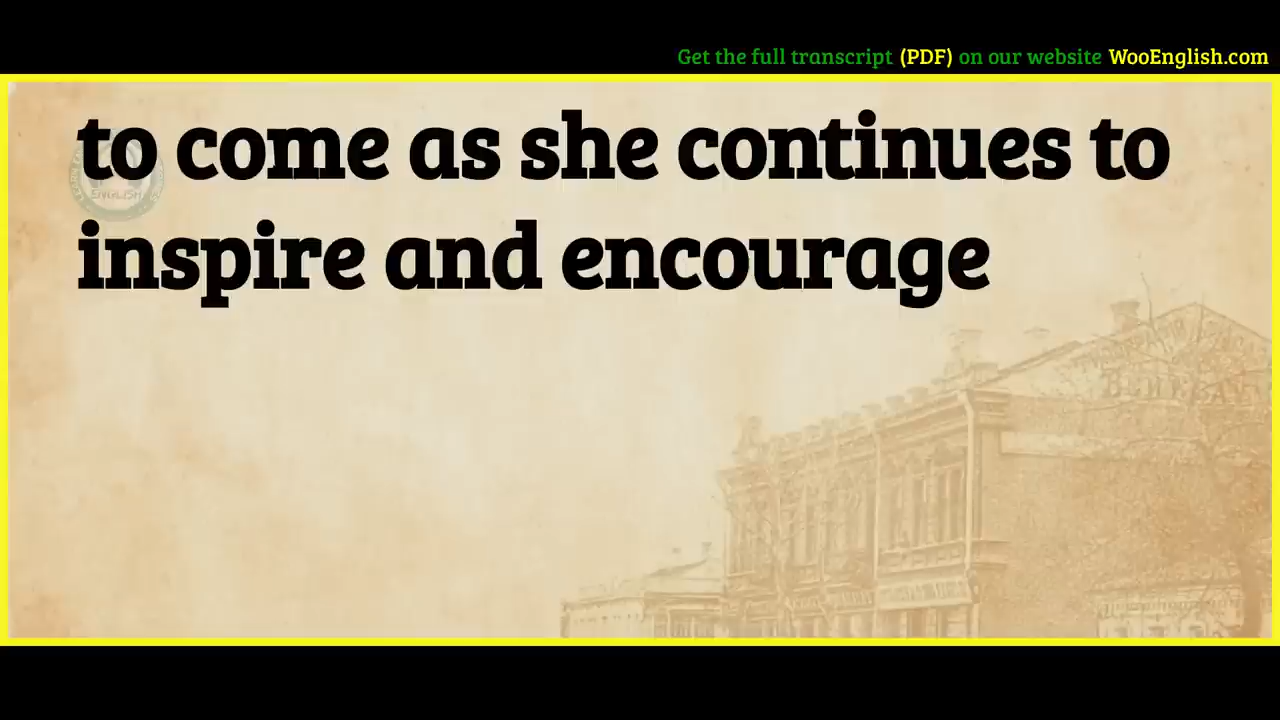 Get the full transcript (PDF) on our website WooEnglish.com
to come as she continues to
inspire and encourage
ENGLISH